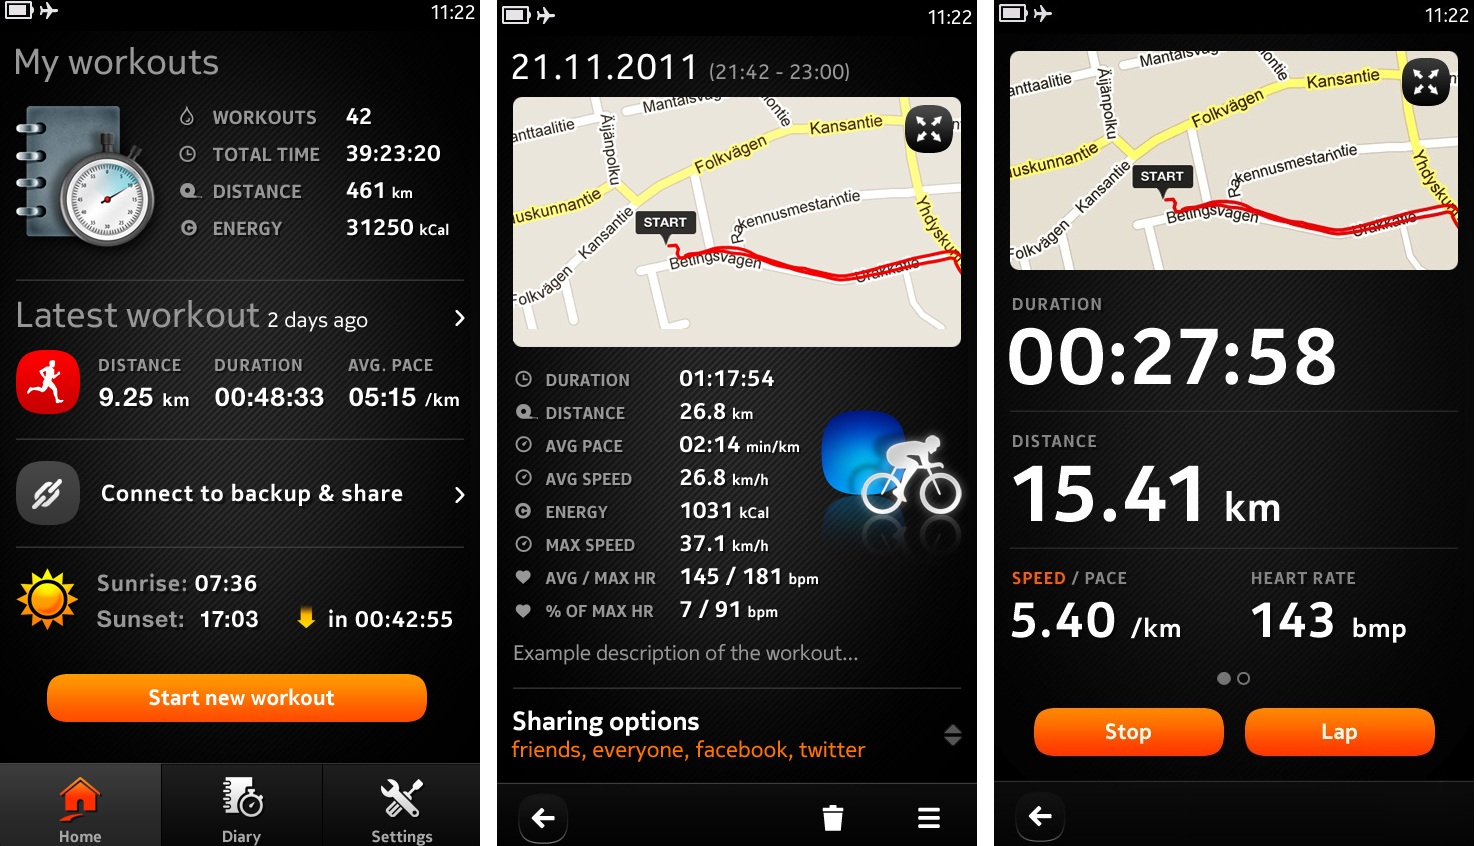 11:22
My workouts
WORKOUTS 42
TOTAL TIME 39:23:20
DISTANCE 461 km
ENERGY 31250 kCal
Latest workout 2 days ago
DISTANCE DURATION AVG. PACE
9.25 km 00:48:33 05:15 /km
Connect to backup & share
Sunrise: 07:36
Sunset: 17:03 in 00:42:55
Start new workout
Home Diary Settings
11:22
21.11.2011 (21:42 - 23:00)
Mantalsväg
ontie
anttaalitie
Äijänpolku
Kansantie
Folkvägen
Rakennusmestarintie
uskunnantie
Kansantie
START
Yhdysku
Betingsvägen
Urakkatie
Folkvägen
DURATION 01:17:54
DISTANCE 26.8 km
AVG PACE 02:14 min/km
AVG SPEED 26.8 km/h
ENERGY 1031 kCal
MAX SPEED 37.1 km/h
AVG / MAX HR 145 / 181 bpm
% OF MAX HR 7 / 91 bpm
Example description of the workout...
Sharing options
friends, everyone, facebook, twitter
11:22
Mantalsväg
ontie
anttaalitie
Äijänpolku
Kansantie
Folkvägen
Rakennusmestarintie
uskunnantie
Kansantie
START
Yhdysku
Betingsvägen
Urakkatie
Folkvägen
DURATION
00:27:58
DISTANCE
15.41 km
SPEED / PACE HEART RATE
5.40 /km 143 bmp
Stop Lap